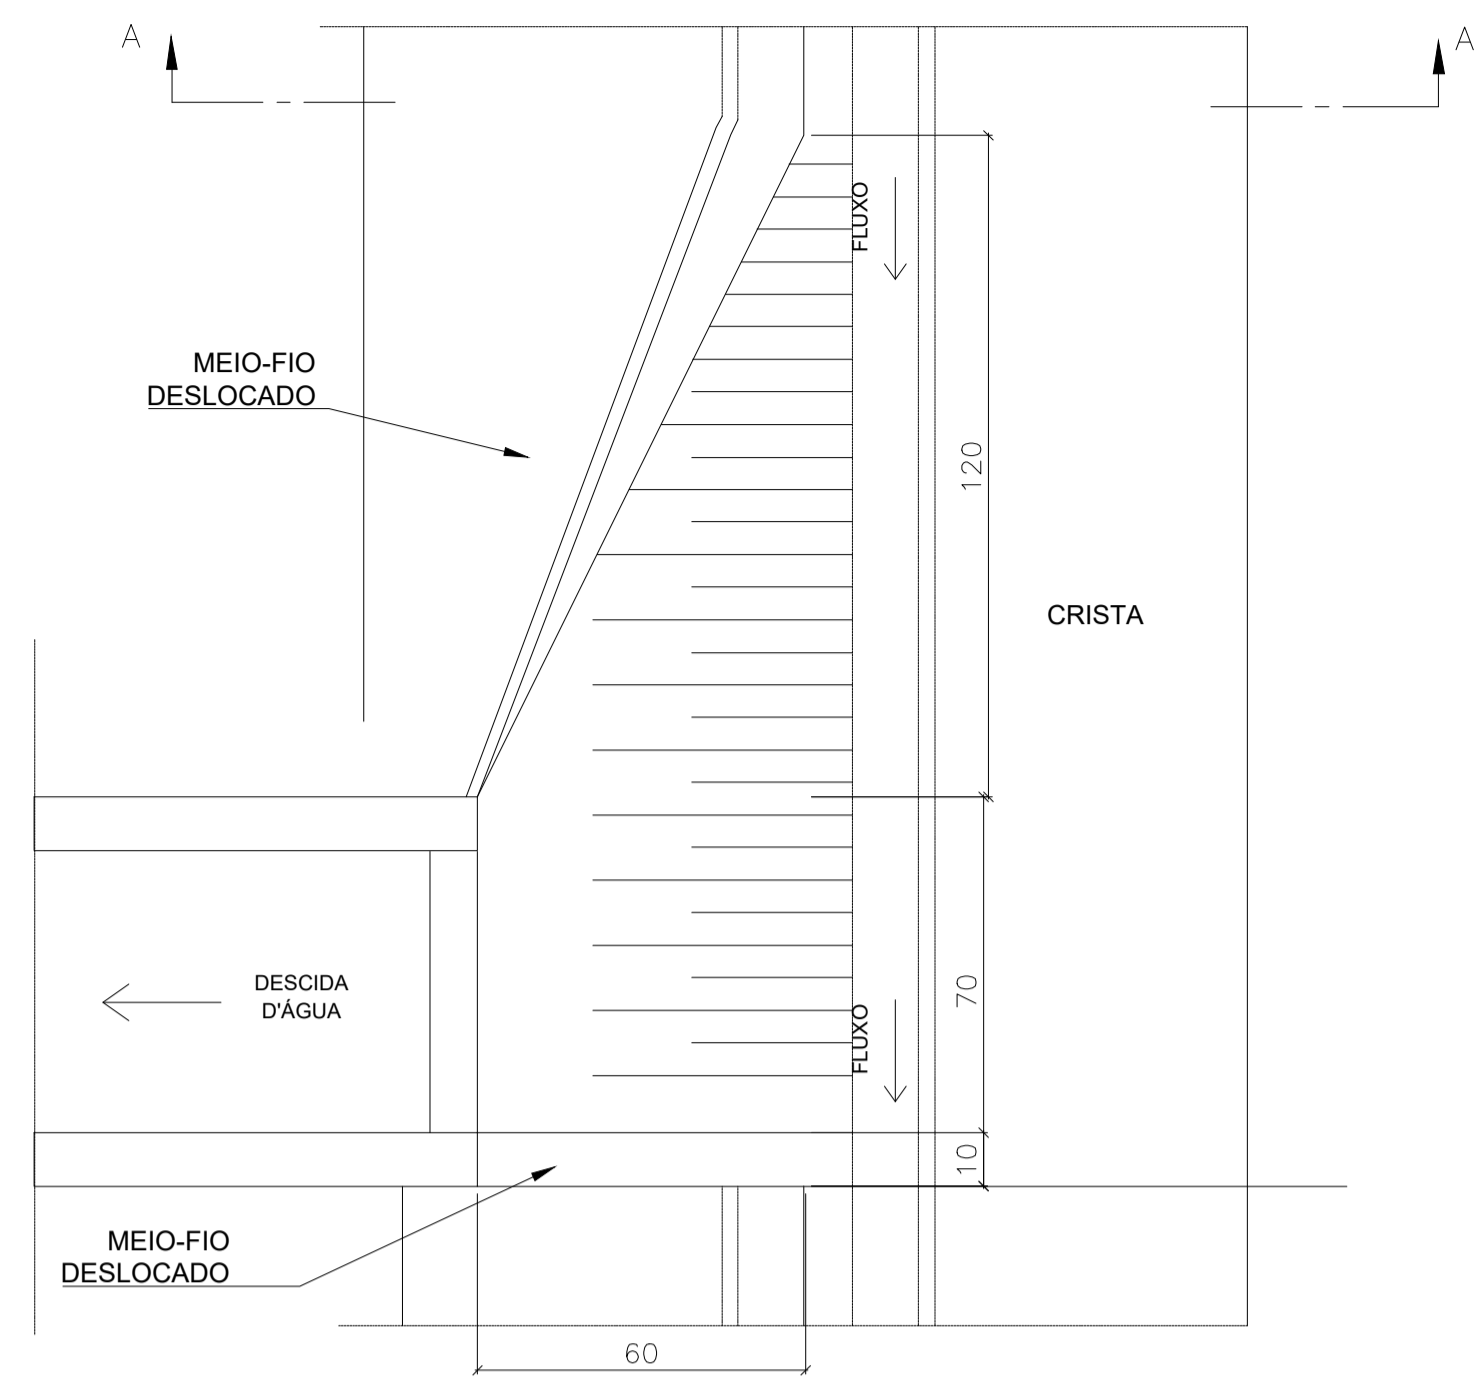 A
A
FLUXO
MEIO-FIO
DESLOCADO
120
CRISTA
DESCIDA
D'ÁGUA
70
FLUXO
10
MEIO-FIO
DESLOCADO
60